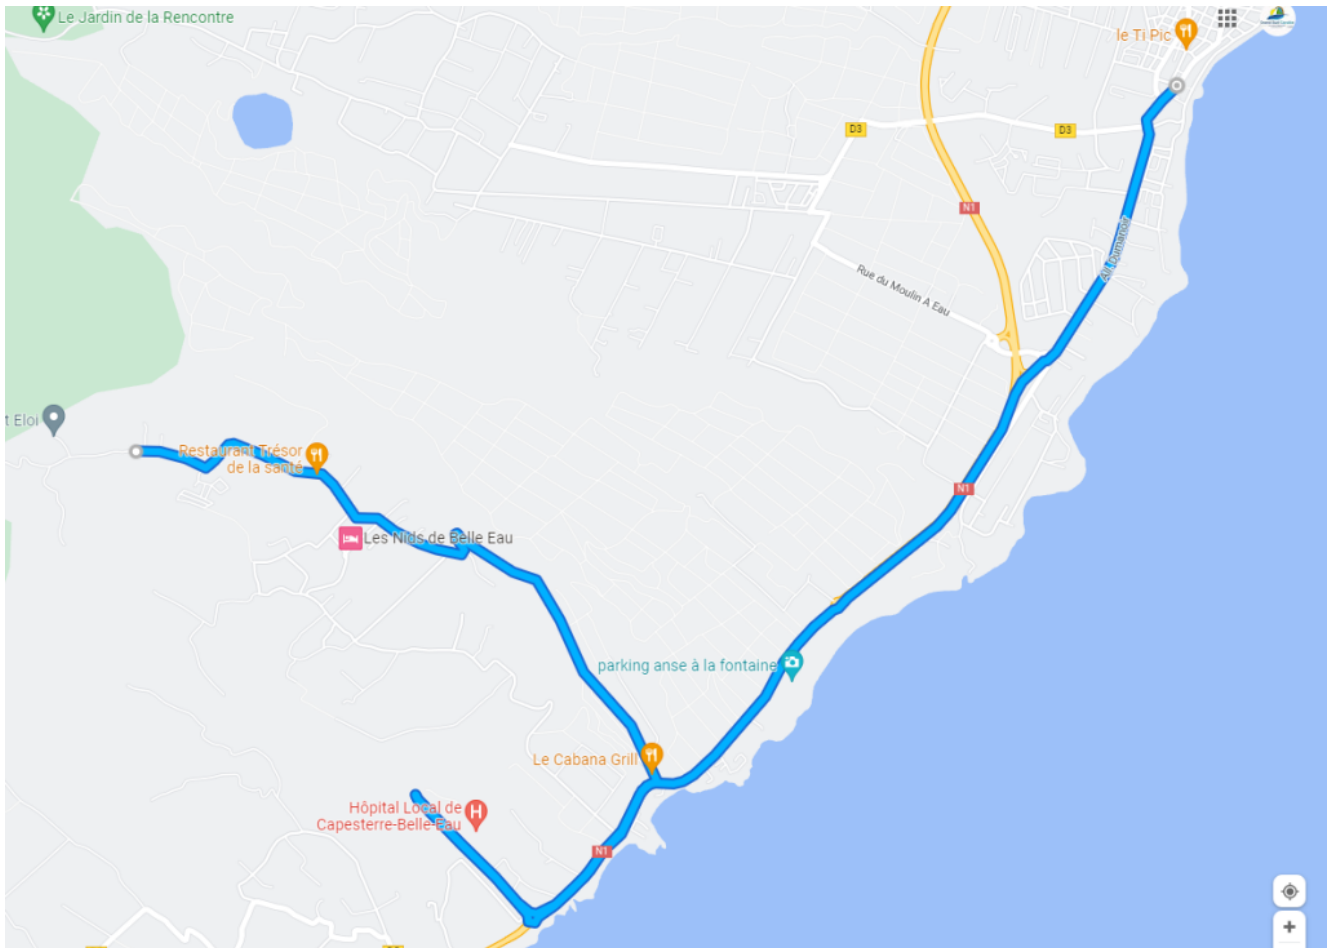 Le Jardin de la Rencontre
le Ti Pic
D3
D3
N1
All. Dumanoir
Rue du Moulin A Eau
t Eloi
Restaurant Trésor
de la santé
N1
Les Nids de Belle Eau
parking anse à la fontaine
Le Cabana Grill
Hôpital Local de
Capesterre-Belle-Eau
N1